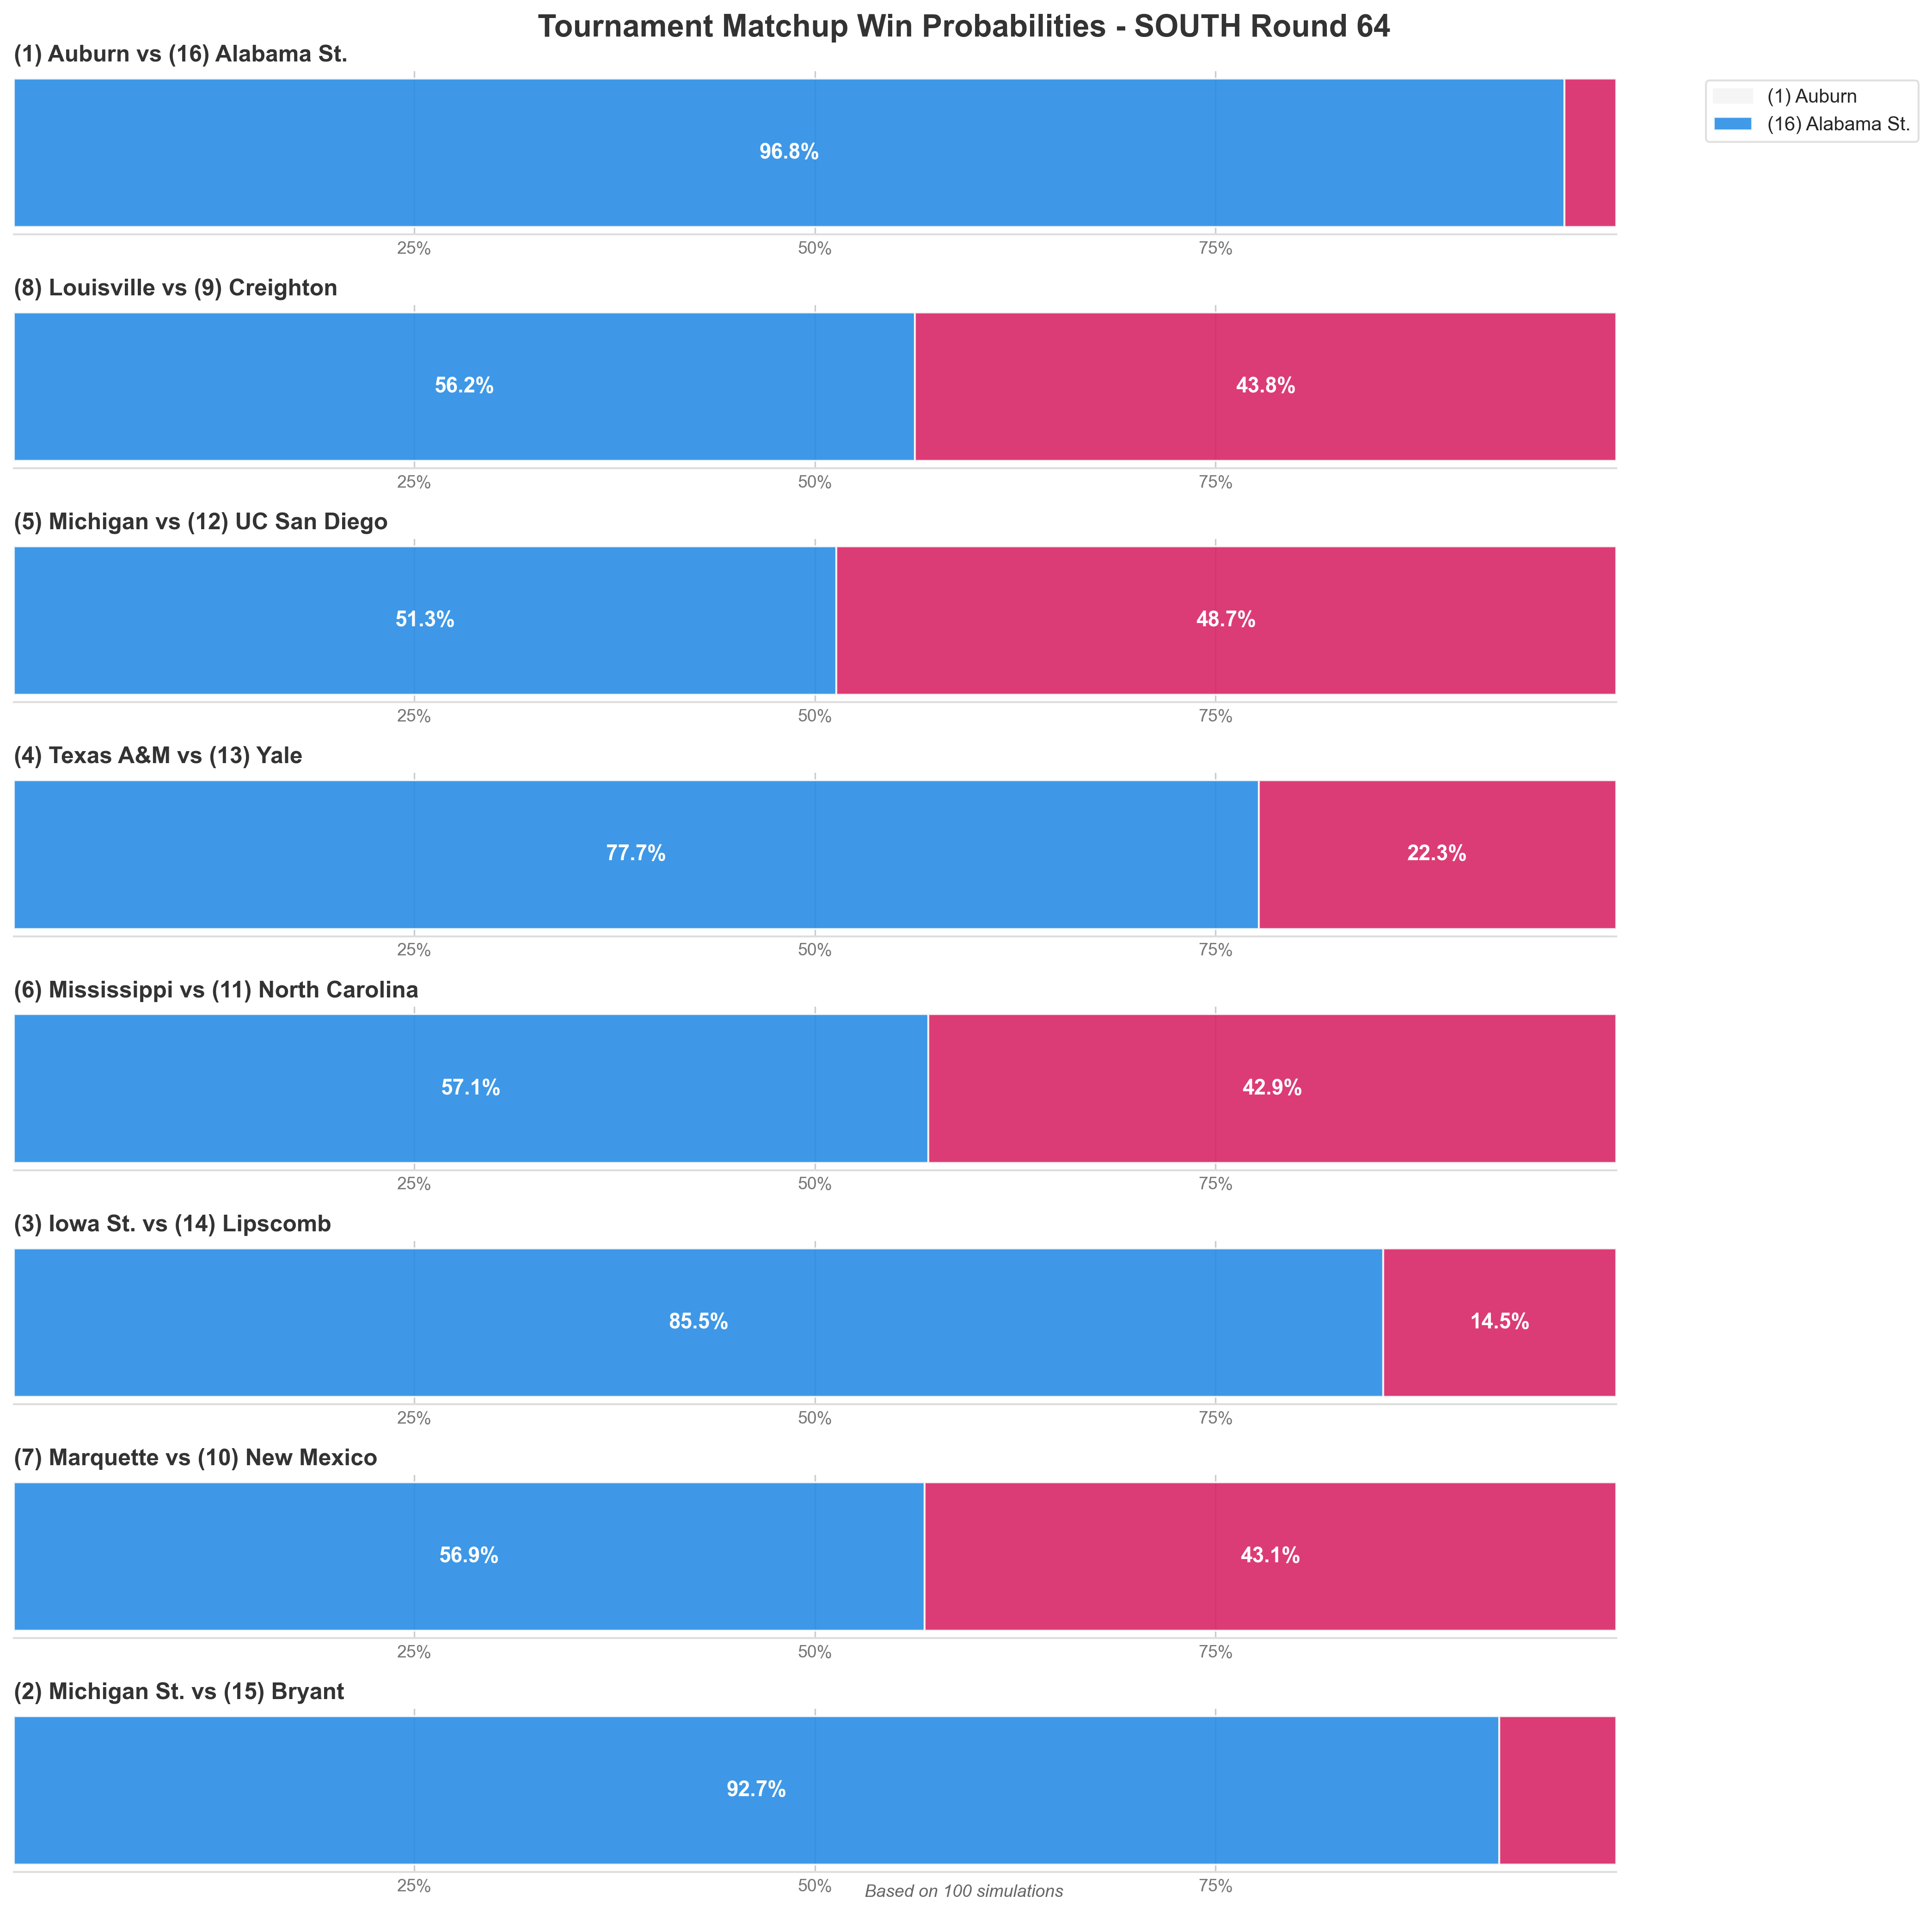 Tournament Matchup Win Probabilities - SOUTH Round 64
(1) Auburn vs (16) Alabama St.
(1) Auburn
(16) Alabama St.
96.8%
25% 50% 75%
(8) Louisville vs (9) Creighton
56.2% 43.8%
25% 50% 75%
(5) Michigan vs (12) UC San Diego
51.3% 48.7%
25% 50% 75%
(4) Texas A&M vs (13) Yale
77.7% 22.3%
25% 50% 75%
(6) Mississippi vs (11) North Carolina
57.1% 42.9%
25% 50% 75%
(3) Iowa St. vs (14) Lipscomb
85.5% 14.5%
25% 50% 75%
(7) Marquette vs (10) New Mexico
56.9% 43.1%
25% 50% 75%
(2) Michigan St. vs (15) Bryant
92.7%
25% 50% 75%
Based on 100 simulations